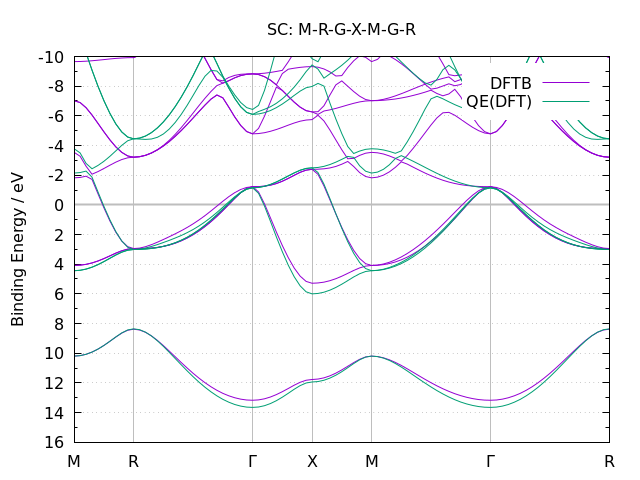 SC: M-R-G-X-M-G-R
Binding Energy / eV
-10
-8
-6
-4
-2
0
2
4
6
8
10
12
14
16
DFTB
QE(DFT)
M R Γ X M Γ R